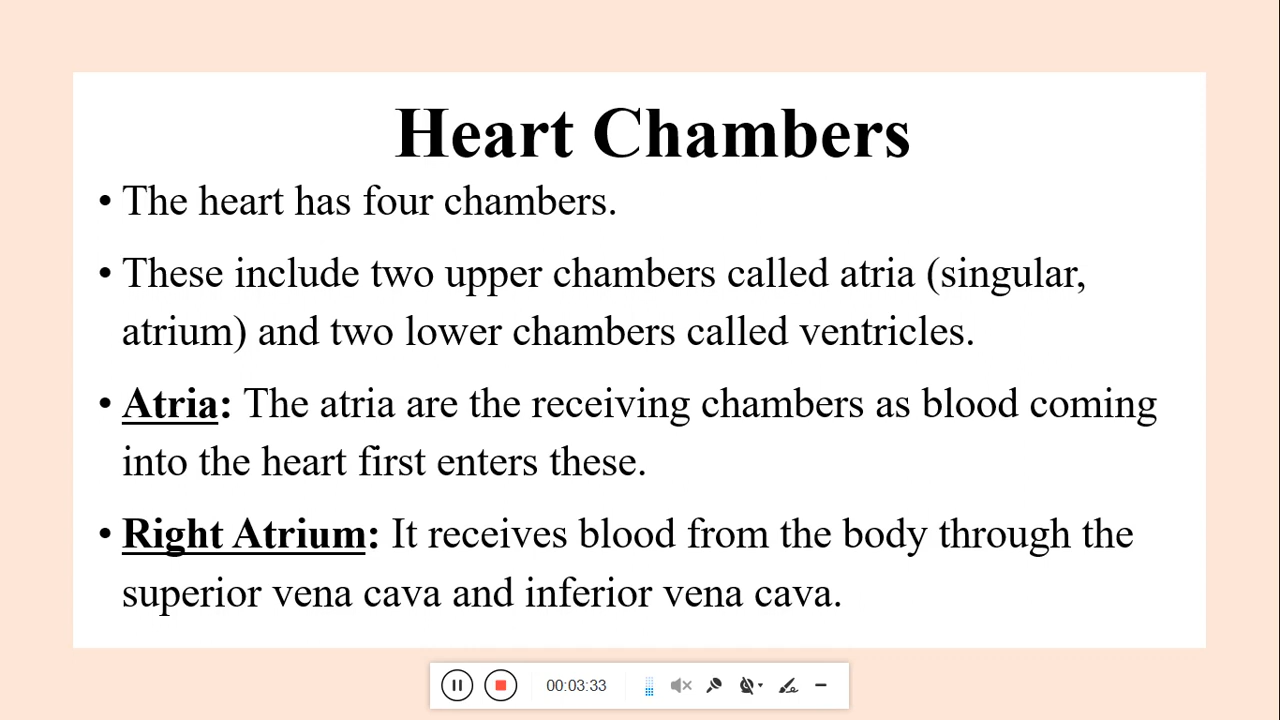 Heart Chambers
• The heart has four chambers.
• These include two upper chambers called atria (singular,
atrium) and two lower chambers called ventricles.
• Atria: The atria are the receiving chambers as blood coming
into the heart first enters these.
• Right Atrium: It receives blood from the body through the
superior vena cava and inferior vena cava.
00:03:33